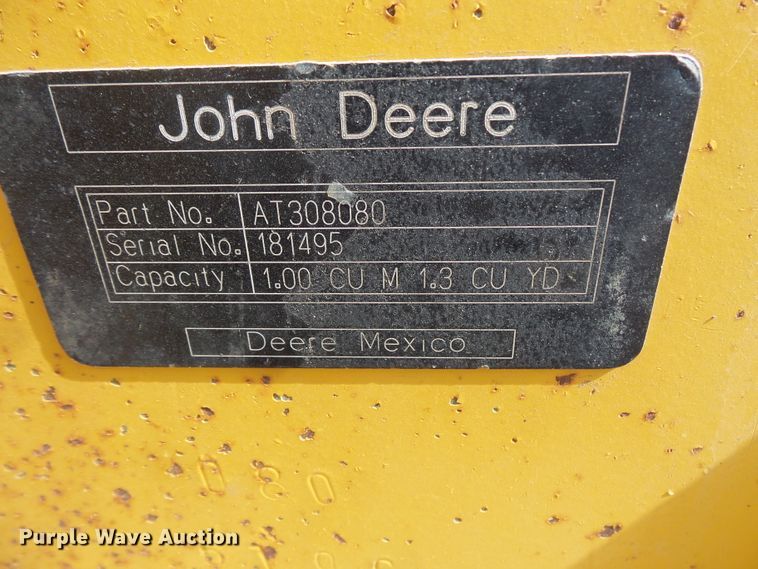 John Deere
Part No. AT308080
Serial No. 181495
Capacity 1.00 CU M 1.3 CU YD
Deere Mexico
080
Purple Wave Auction